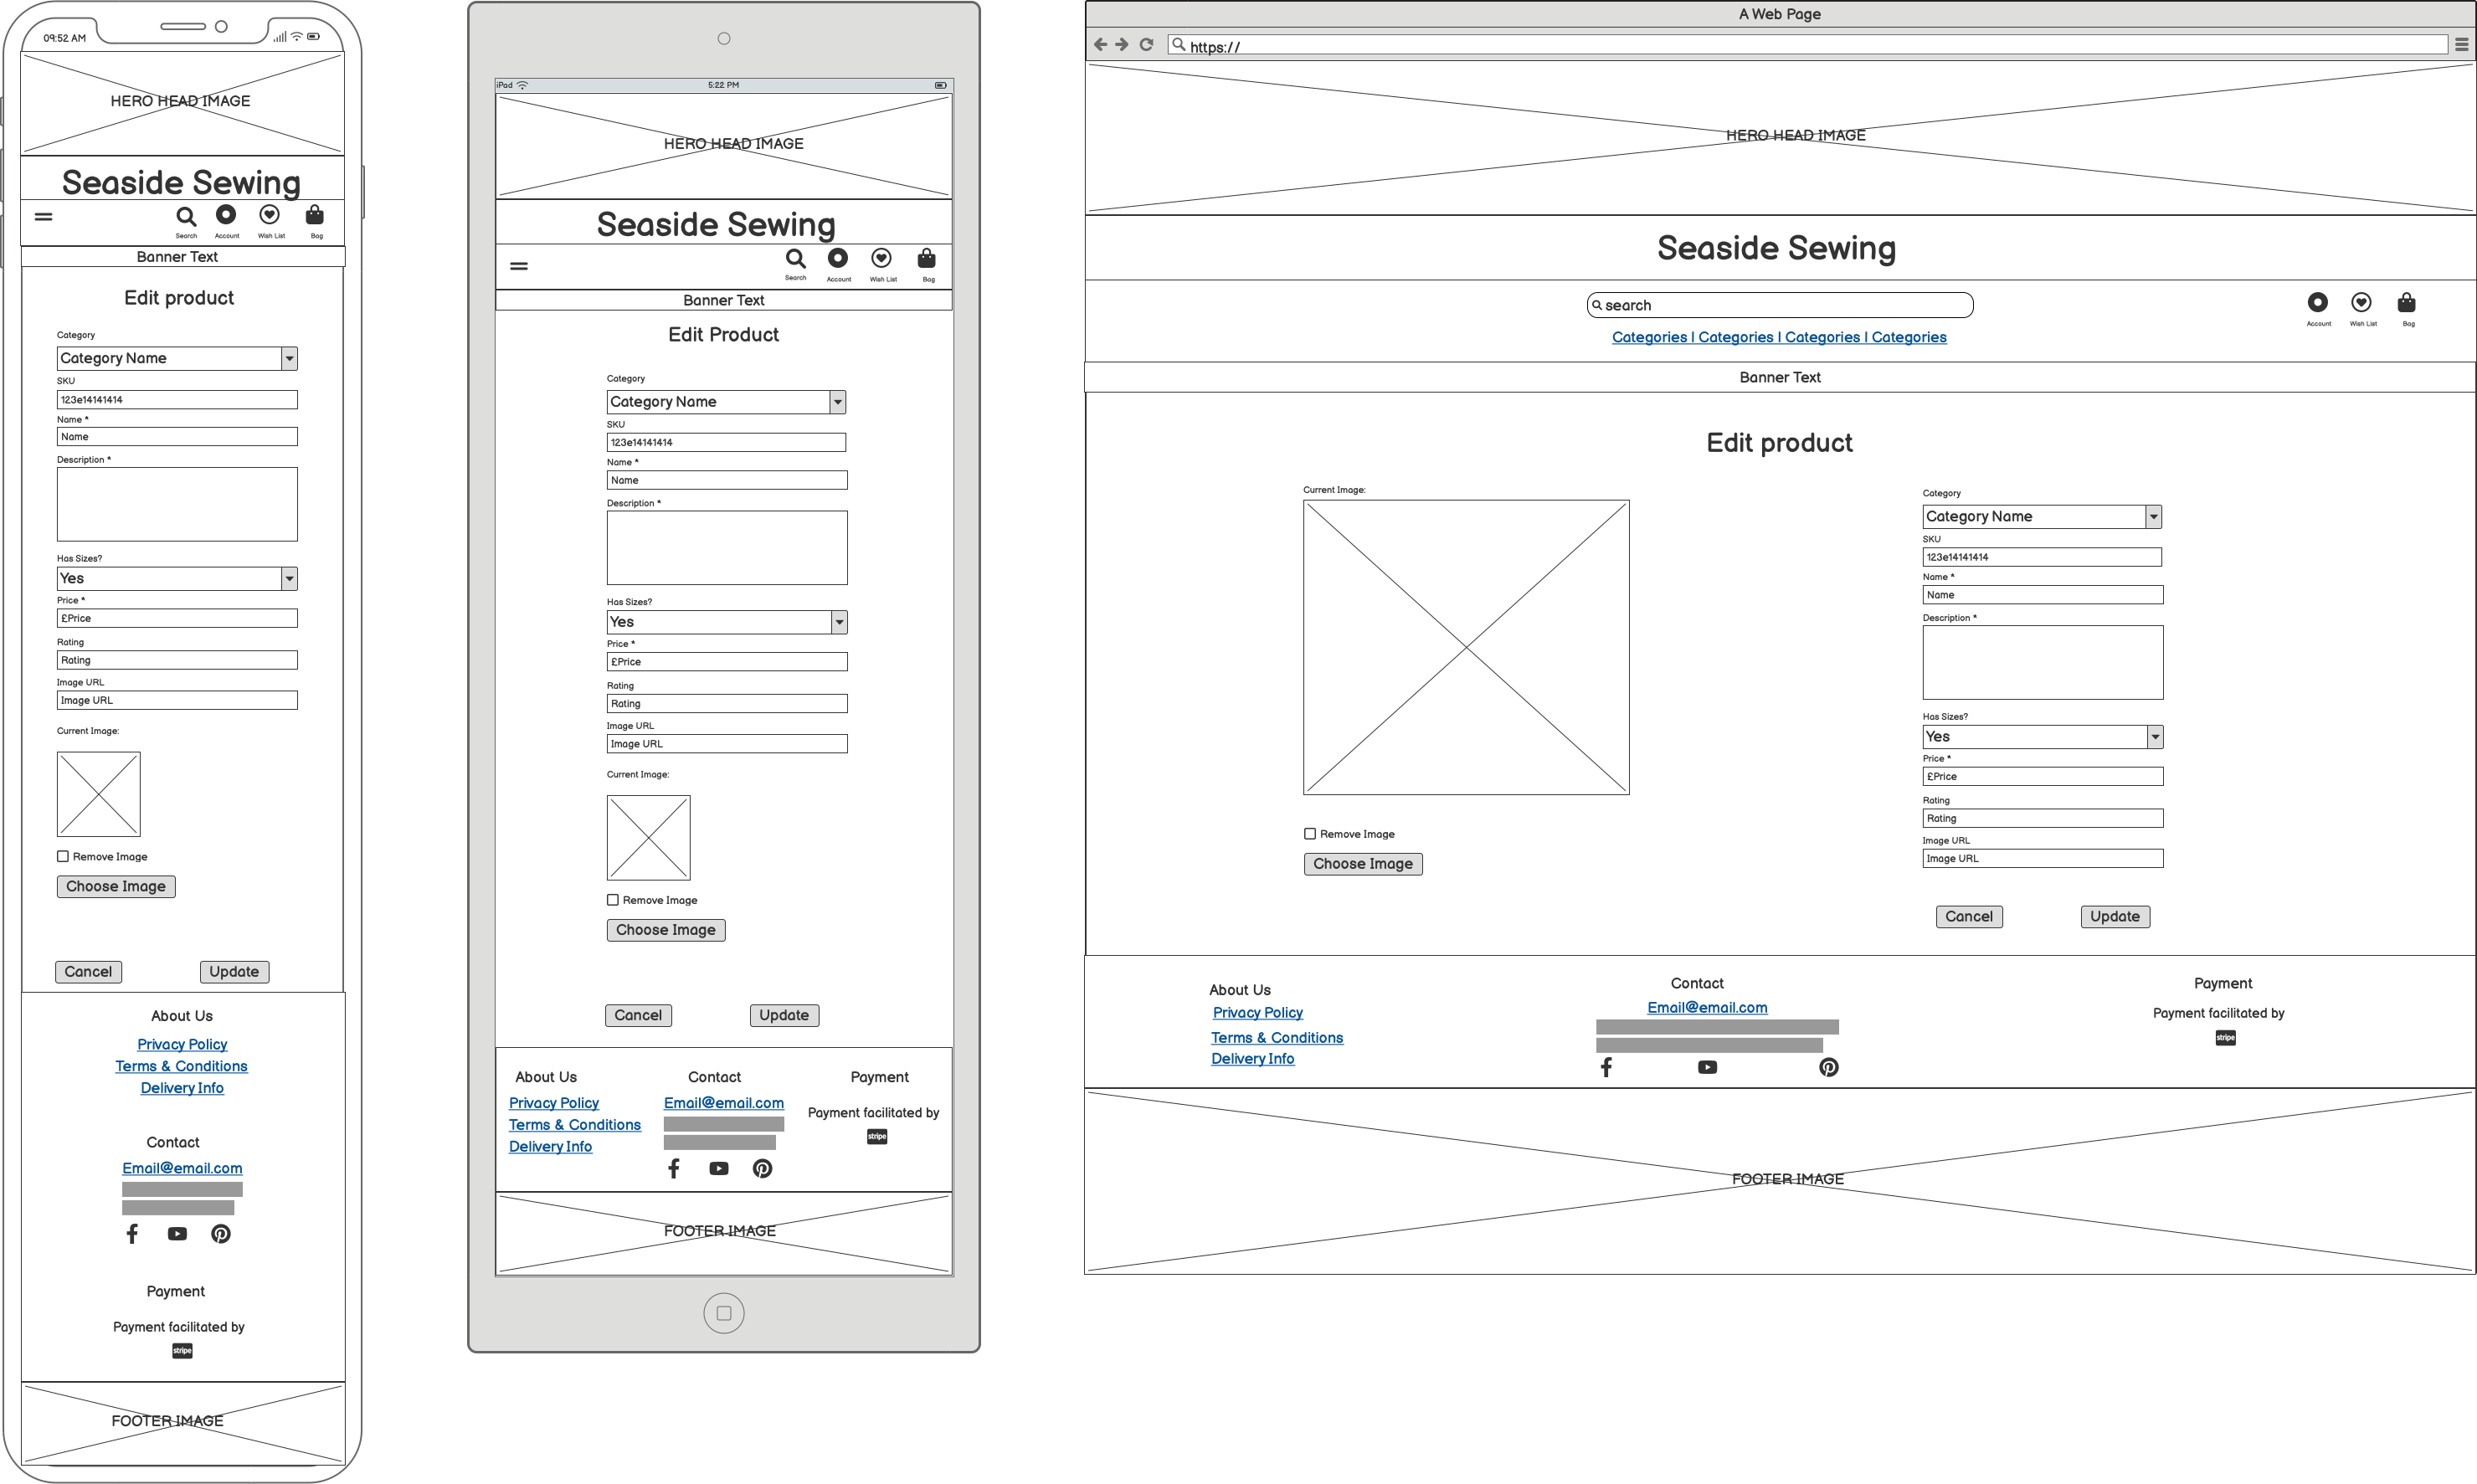 09:52 AM
HERO HEAD IMAGE
Seaside Sewing
Search Account Wish List Bag
Banner Text
Edit product
Category
Category Name
SKU
123e14141414
Name *
Name
Description *
Has Sizes?
Yes
Price *
£Price
Rating
Rating
Image URL
Image URL
Current Image:
Remove Image
Choose Image
Cancel Update
About Us
Privacy Policy
Terms & Conditions
Delivery Info
Contact
Email@email.com
Payment
Payment facilitated by
stripe
FOOTER IMAGE
iPad 5:22 PM
HERO HEAD IMAGE
Seaside Sewing
Search Account Wish List Bag
Banner Text
Edit Product
Category
Category Name
SKU
123e14141414
Name *
Name
Description *
Has Sizes?
Yes
Price *
£Price
Rating
Rating
Image URL
Image URL
Current Image:
Remove Image
Choose Image
Cancel Update
About Us
Privacy Policy
Terms & Conditions
Delivery Info
Contact
Email@email.com
Payment
Payment facilitated by
stripe
FOOTER IMAGE
A Web Page
https://
HERO HEAD IMAGE
Seaside Sewing
search
Account Wish List Bag
Categories | Categories | Categories | Categories
Banner Text
Edit product
Current Image:
Remove Image
Choose Image
Category
Category Name
SKU
123e14141414
Name *
Name
Description *
Has Sizes?
Yes
Price *
£Price
Rating
Rating
Image URL
Image URL
Cancel Update
About Us
Privacy Policy
Terms & Conditions
Delivery Info
Contact
Email@email.com
Payment
Payment facilitated by
stripe
FOOTER IMAGE